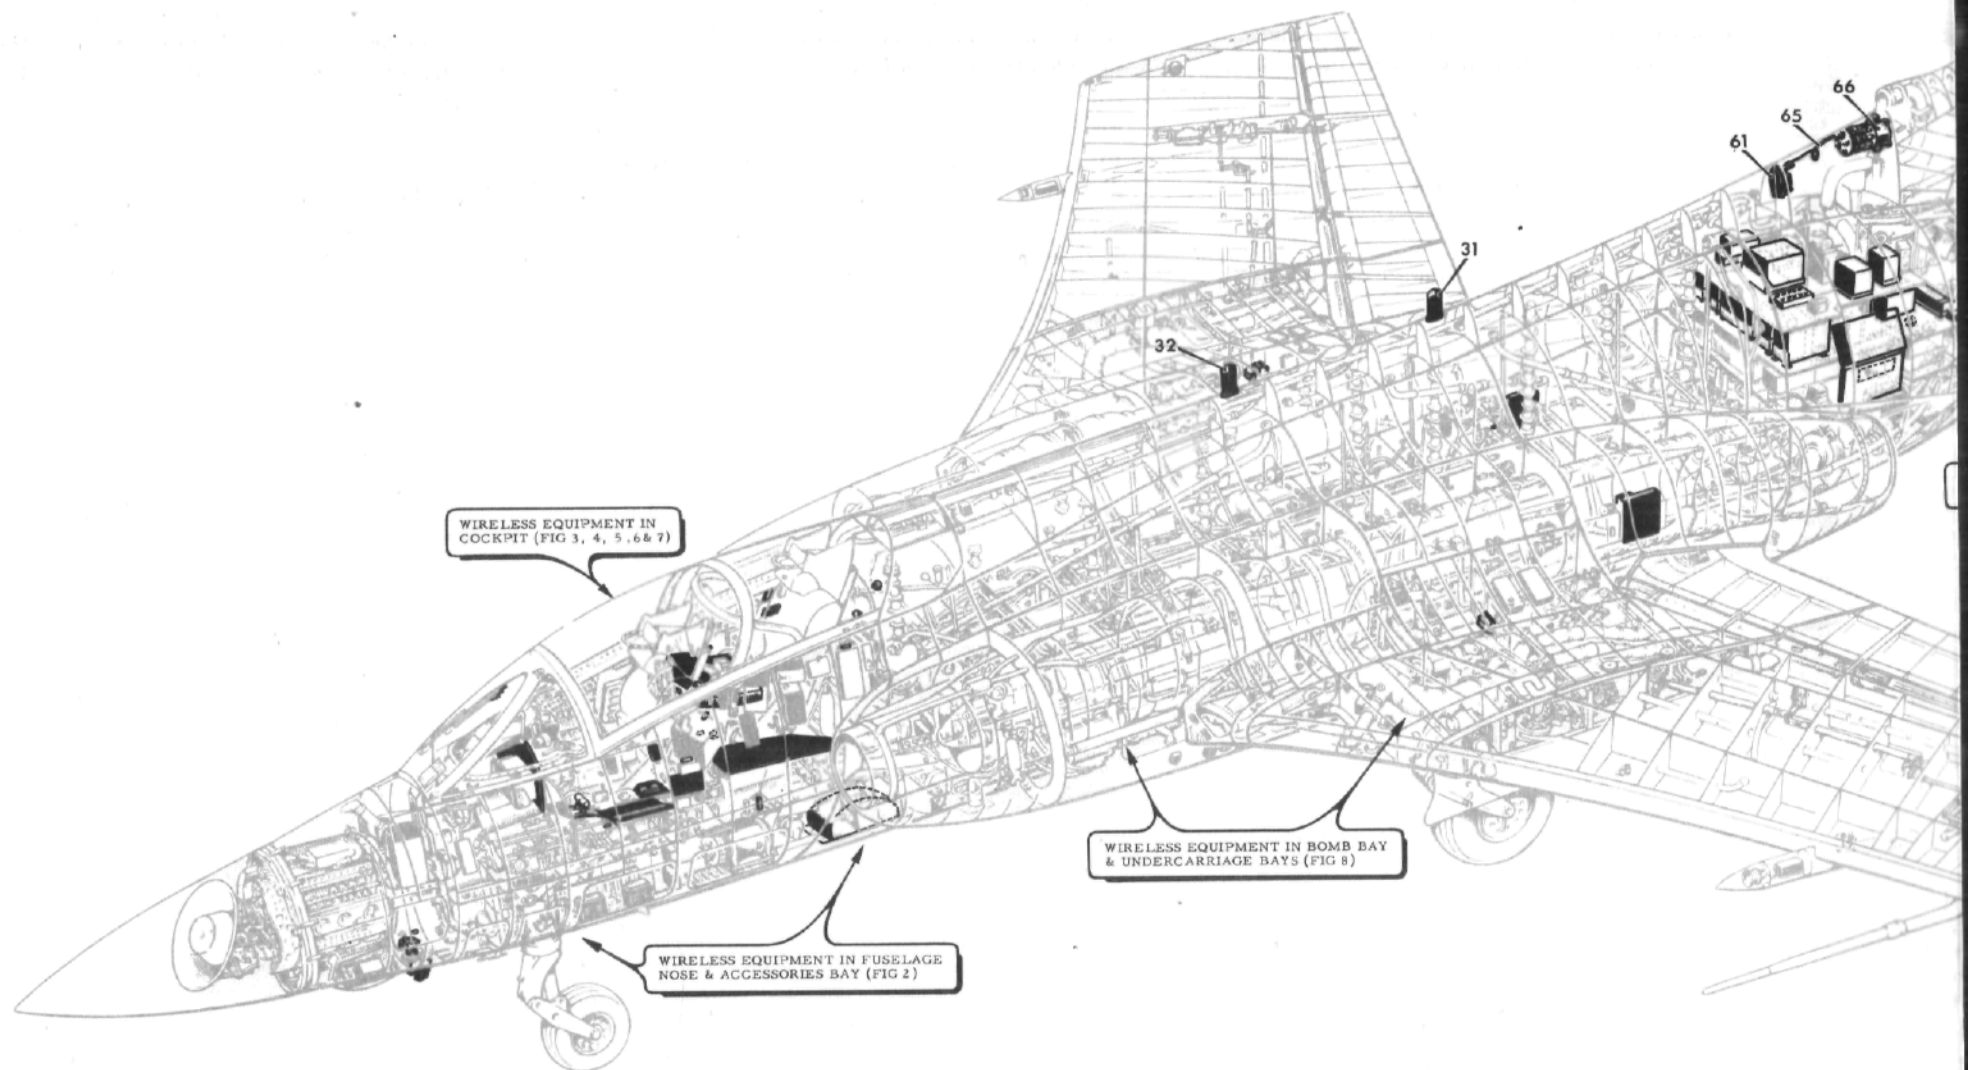 66
65
61
31
32
WIRELESS EQUIPMENT IN
COCKPIT (FIG 3, 4, 5 ,6& 7)
WIRELESS EQUIPMENT IN BOMB BAY
& UNDERCARRIAGE BAYS (FIG 8)
WIRELESS EQUIPMENT IN FUSELAGE
NOSE & ACCESSORIES BAY (FIG 2)